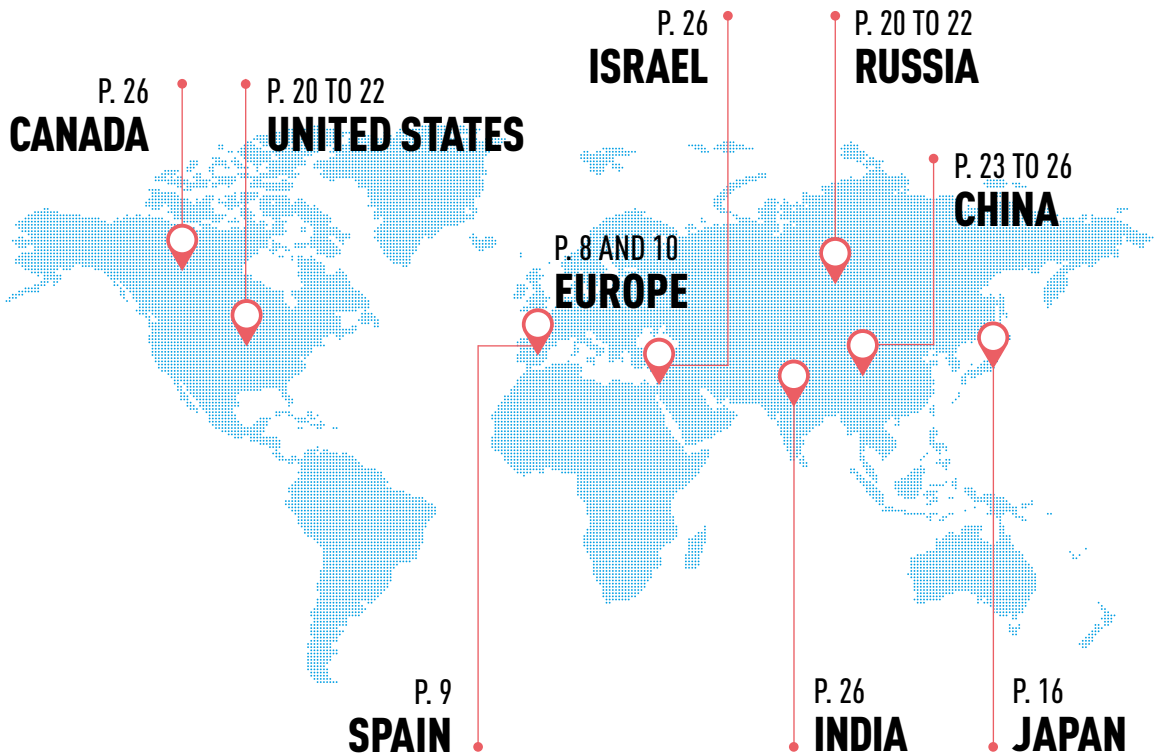 P. 26
ISRAEL
P. 20 TO 22
RUSSIA
P. 26
CANADA
P. 20 TO 22
UNITED STATES
P. 23 TO 26
CHINA
P. 8 AND 10
EUROPE
P. 9
SPAIN
P. 26
INDIA
P. 16
JAPAN